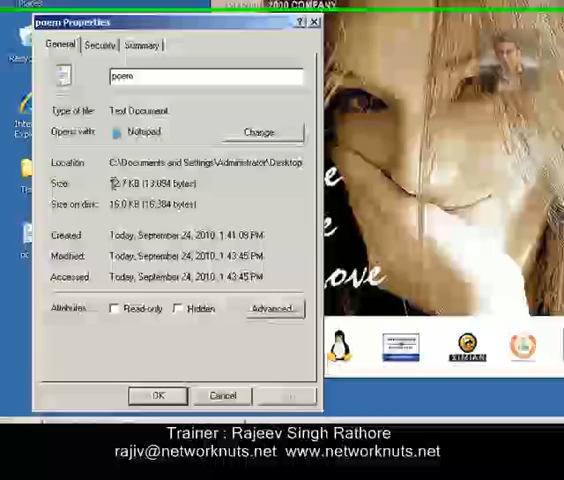 2000 COMPANY
poem Properties
General Security Summary
poem
Type of file: Text Document
Opens with: Notepad Change...
Location: C:\Documents and Settings\Administrator\Desktop
Size: 12.7 KB (13,094 bytes)
Size on disk: 16.0 KB (16,384 bytes)
Created: Today, September 24, 2010, 1:41:09 PM
Modified: Today, September 24, 2010, 1:43:45 PM
Accessed: Today, September 24, 2010, 1:43:45 PM
Attributes: Read-only Hidden Advanced...
Love
XIMIAN
OK Cancel
Trainer : Rajeev Singh Rathore
rajiv@networknuts.net www.networknuts.net